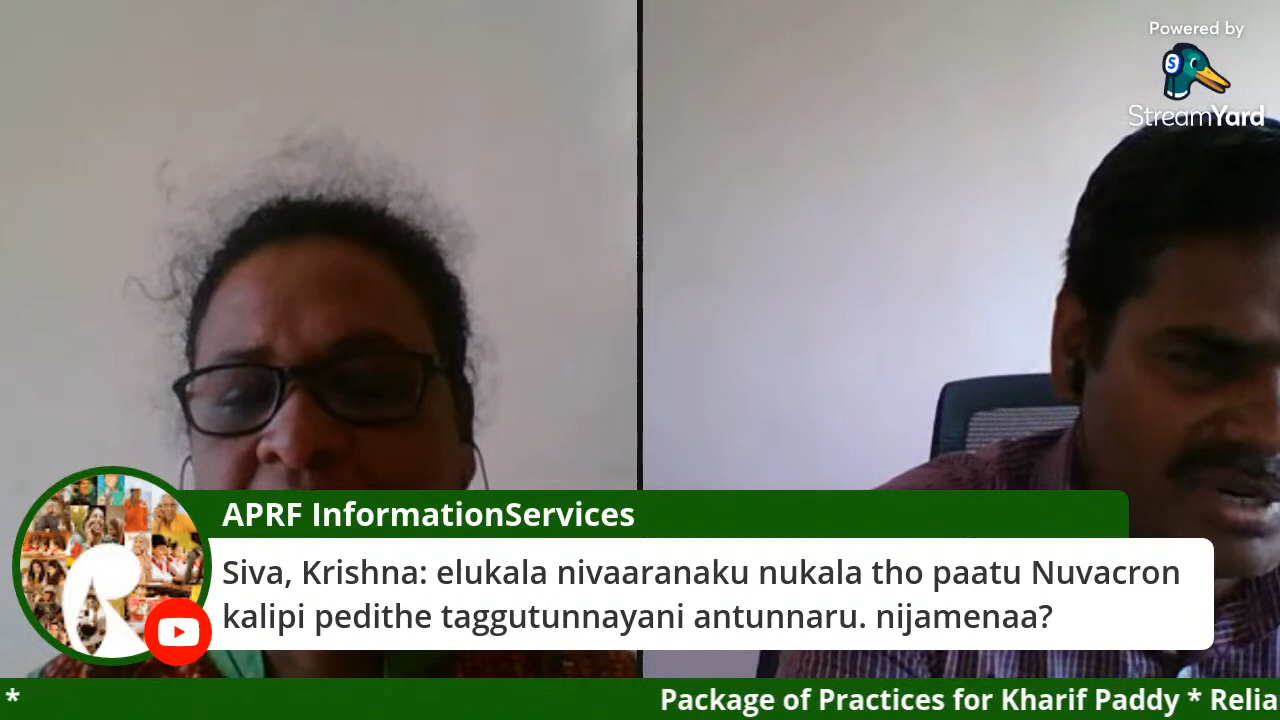 Powered by
StreamYard
APRF InformationServices
Siva, Krishna: elukala nivaaranaku nukala tho paatu Nuvacron
kalipi pedithe taggutunnayani antunnaru. nijamenaa?
* Package of Practices for Kharif Paddy * Relia